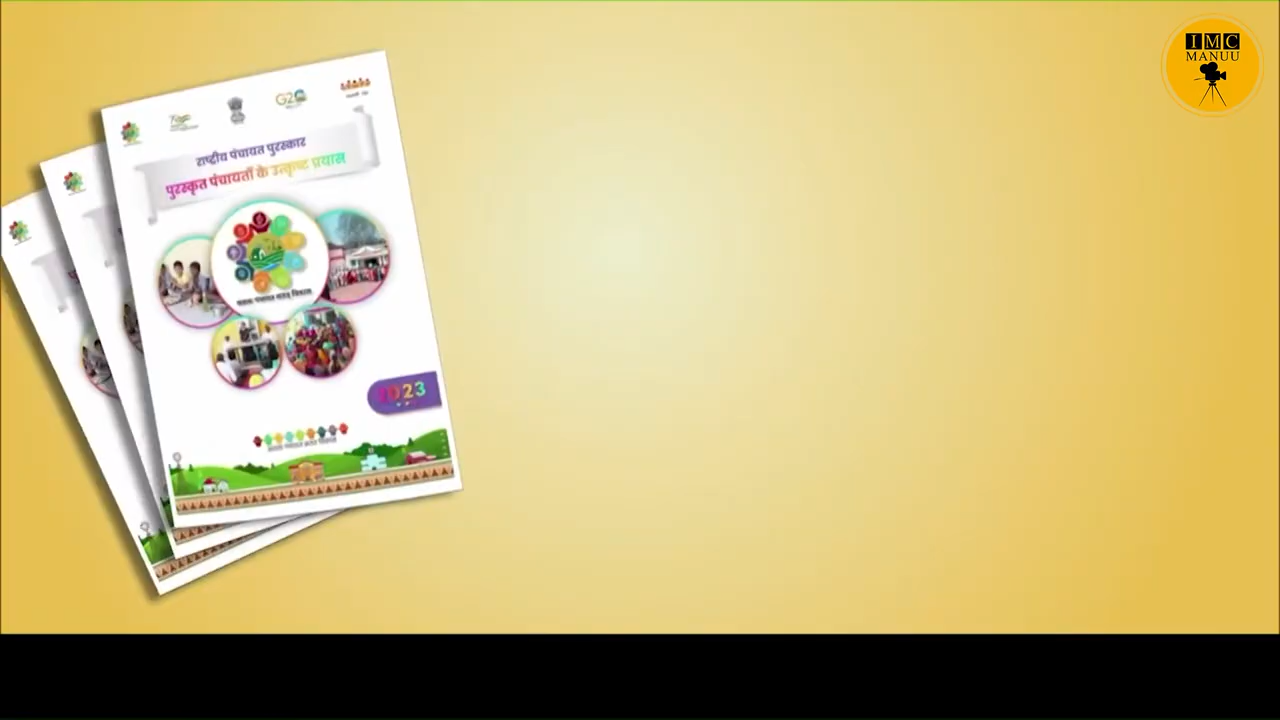 IMC
MANUU
G20
राष्ट्रीय पंचायत पुरस्कार
पुरस्कृत पंचायतों के उत्कृष्ट प्रयास
2023